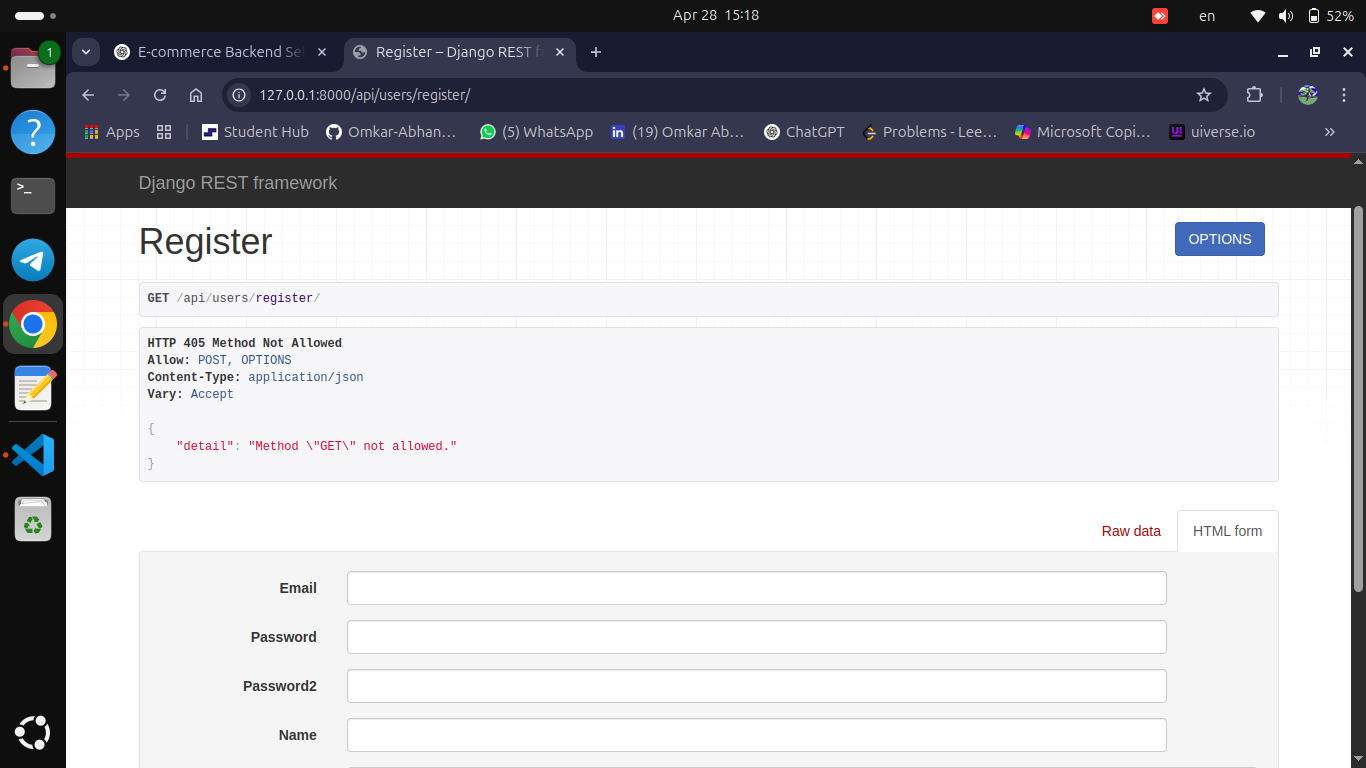 Apr 28 15:18
en
52%
1
E-commerce Backend Se
Register – Django REST f
127.0.0.1:8000/api/users/register/
Apps
Student Hub
Omkar-Abhan...
(5) WhatsApp
(19) Omkar Ab...
ChatGPT
Problems - Lee...
Microsoft Copi...
uiverse.io
Django REST framework
Register
OPTIONS
GET /api/users/register/
HTTP 405 Method Not Allowed
Allow: POST, OPTIONS
Content-Type: application/json
Vary: Accept
{
"detail": "Method \"GET\" not allowed."
}
Raw data
HTML form
Email
Password
Password2
Name